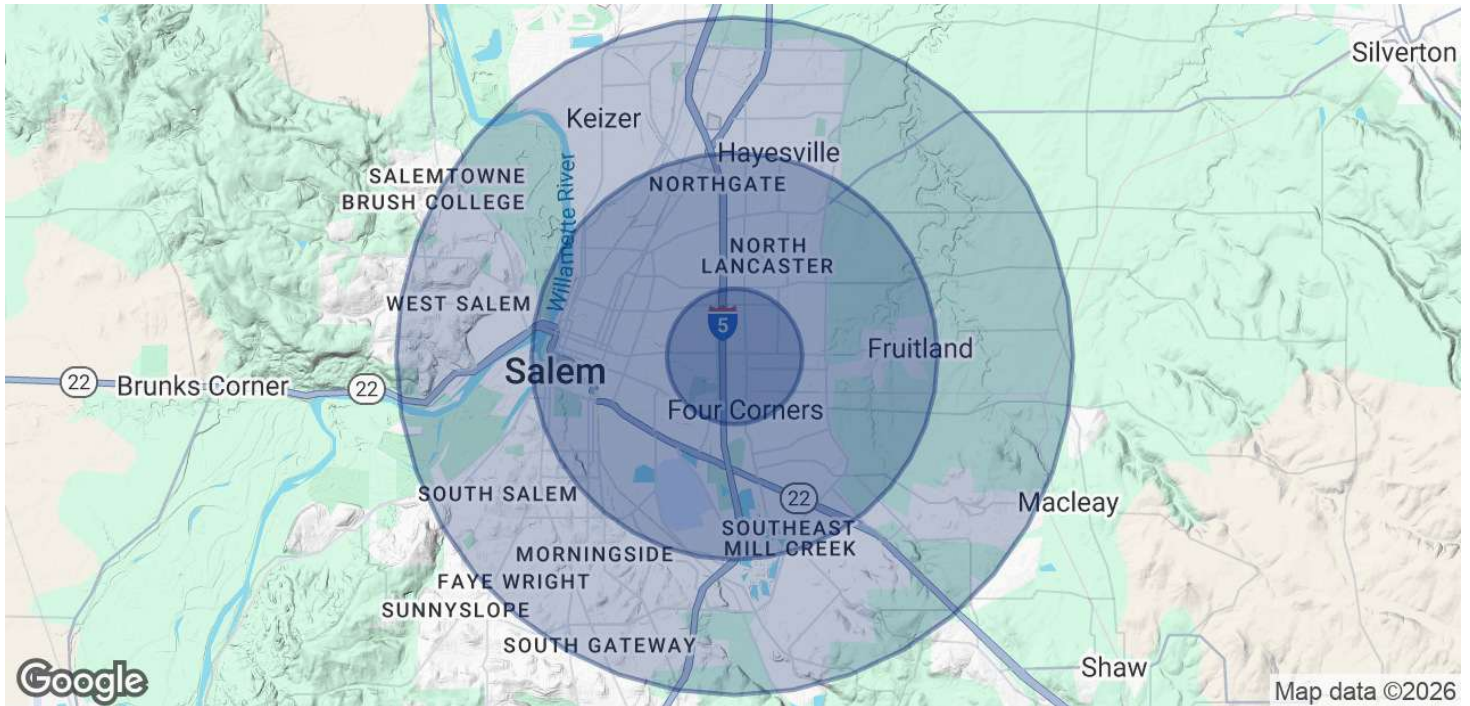 Silverton
Keizer
Hayesville
SALEMTOWNE
BRUSH COLLEGE
NORTHGATE
Willamette River
NORTH
LANCASTER
WEST SALEM
5
Fruitland
Salem
22
Brunks Corner
22
Four Corners
SOUTH SALEM
22
Macleay
SOUTHEAST
MILL CREEK
MORNINGSIDE
FAYE WRIGHT
SUNNYSLOPE
SOUTH GATEWAY
Shaw
Google
Map data ©2026